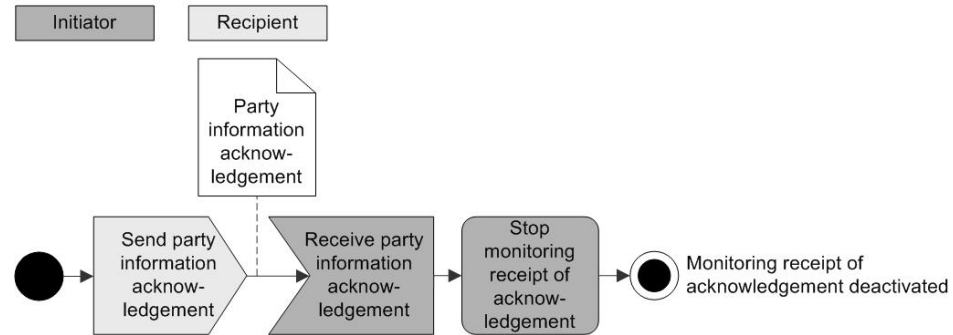 Initiator
Recipient
Party
information
acknow-
ledgement
Send party
information
acknow-
ledgement
Receive party
information
acknow-
ledgement
Stop
monitoring
receipt of
acknow-
ledgement
Monitoring receipt of
acknowledgement deactivated